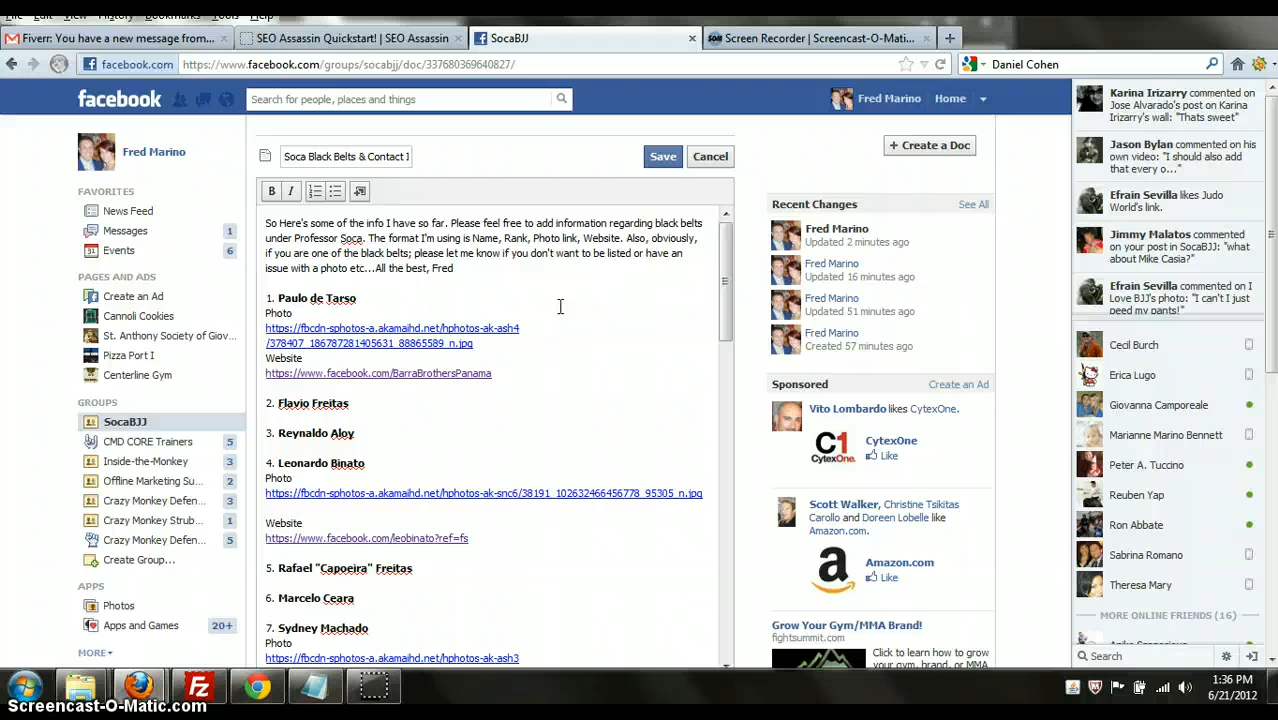 File Edit View History Bookmarks Tools Help
Fiverr: You have a new message from...
SEO Assassin Quickstart! | SEO Assassin
SocaBJJ
Screen Recorder | Screencast-O-Mati...
facebook.com
https://www.facebook.com/groups/socabjj/doc/337680369640827/
Daniel Cohen
facebook
Search for people, places and things
Fred Marino
Home
Fred Marino
FAVORITES
News Feed
Messages 1
Events 6
PAGES AND ADS
Create an Ad
Cannoli Cookies
St. Anthony Society of Giov...
Pizza Port I
Centerline Gym
GROUPS
SocaBJJ
CMD CORE Trainers 5
Inside-the-Monkey 3
Offline Marketing Su... 2
Crazy Monkey Defen... 3
Crazy Monkey Strub... 1
Crazy Monkey Defen... 5
Create Group...
APPS
Photos
Apps and Games 20+
MORE
Soca Black Belts & Contact I
Save
Cancel
B I
So Here's some of the info I have so far. Please feel free to add information regarding black belts
under Professor Soca. The format I'm using is Name, Rank, Photo link, Website. Also, obviously,
if you are one of the black belts; please let me know if you don't want to be listed or have an
issue with a photo etc...All the best, Fred
1. Paulo de Tarso
Photo
https://fbcdn-sphotos-a.akamaihd.net/hphotos-ak-ash4
/378407_186787281405631_88865589_n.jpg
Website
https://www.facebook.com/BarraBrothersPanama
2. Flavio Freitas
3. Reynaldo Aloy
4. Leonardo Binato
Photo
https://fbcdn-sphotos-a.akamaihd.net/hphotos-ak-snc6/38191_102632466456778_95305_n.jpg
Website
https://www.facebook.com/leobinato?ref=fs
5. Rafael "Capoeira" Freitas
6. Marcelo Ceara
7. Sydney Machado
Photo
https://fbcdn-sphotos-a.akamaihd.net/hphotos-ak-ash3
+ Create a Doc
Recent Changes See All
Fred Marino
Updated 2 minutes ago
Fred Marino
Updated 16 minutes ago
Fred Marino
Updated 51 minutes ago
Fred Marino
Created 57 minutes ago
Sponsored Create an Ad
Vito Lombardo likes CytexOne.
C1
CytexOne
CytexOne
Like
Scott Walker, Christine Tsikitas
Carollo and Doreen Lobelle like
Amazon.com.
a
Amazon.com
Like
Grow Your Gym/MMA Brand!
fightsummit.com
Click to learn how to grow
your gym, brand, or MMA
Karina Irizarry commented on
Jose Alvarado's post on Karina
Irizarry's wall: "Thats sweet"
Jason Bylan commented on his
own video: "I should also add
that every o..."
Efrain Sevilla likes Judo
World's link.
Jimmy Malatos commented
on your post in SocaBJJ: "what
about Mike Casia?"
Efrain Sevilla commented on I
Love BJJ's photo: "I can't I just
peed my pants LMFAO!"
Cecil Burch
Erica Lugo
Giovanna Camporeale
Marianne Marino Bennett
Peter A. Tuccino
Reuben Yap
Ron Abbate
Sabrina Romano
Theresa Mary
MORE ONLINE FRIENDS (16)
Search
1:36 PM
6/21/2012
Screencast-O-Matic.com